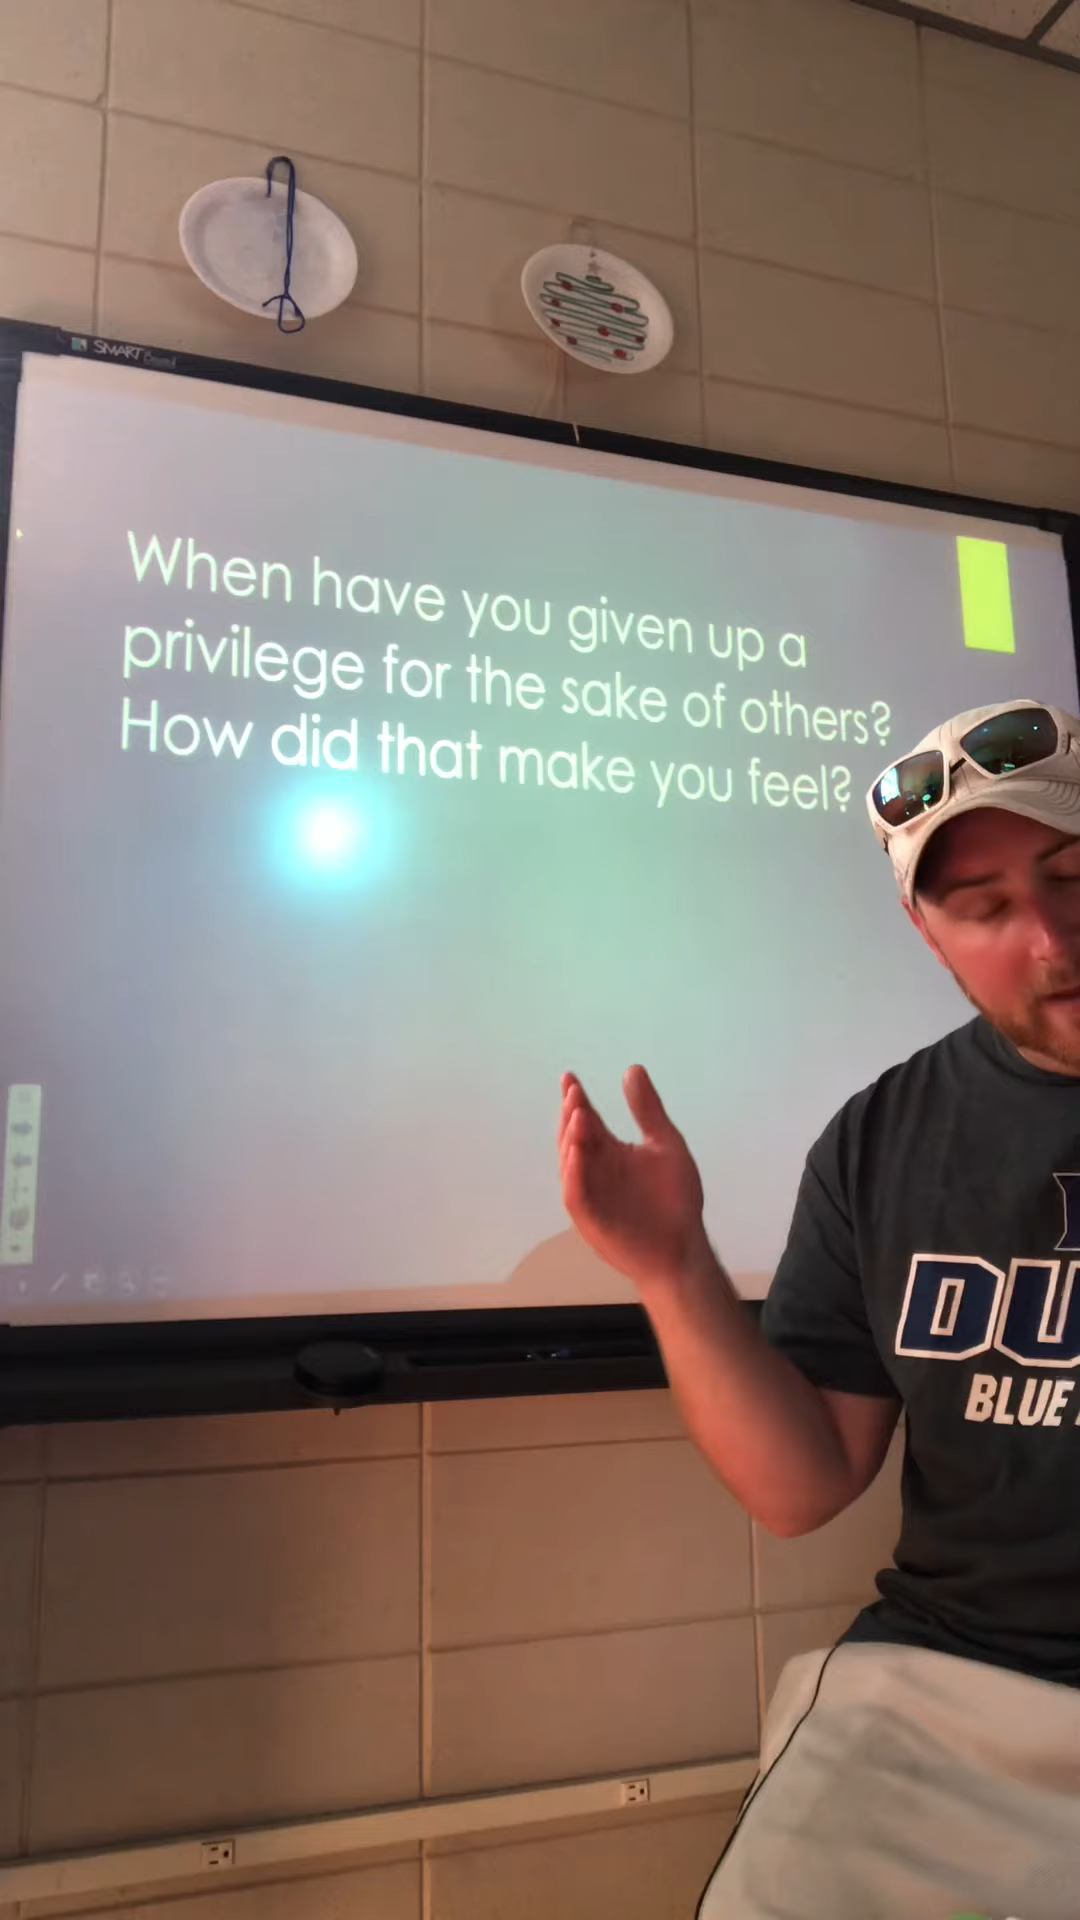 SMART Board
When have you given up a
privilege for the sake of others?
How did that make you feel?
DU
BLUE